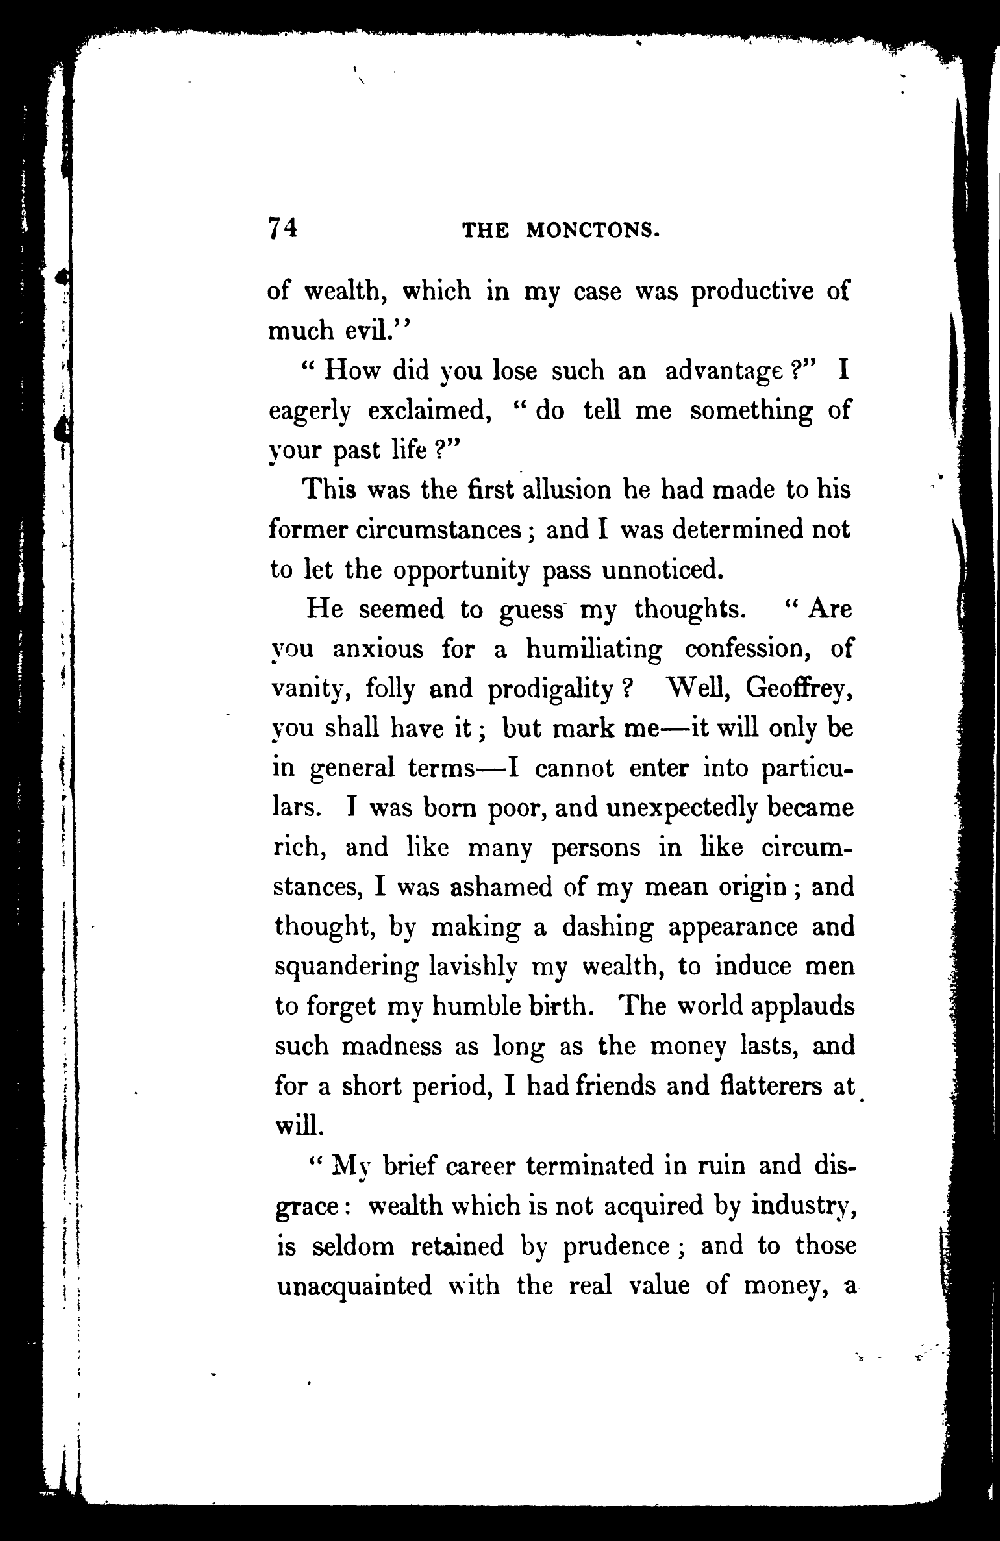 74 THE MONCTONS.
of wealth, which in my case was productive of
much evil.”
“ How did you lose such an advantage ?” I
eagerly exclaimed, “ do tell me something of
your past life ?”
This was the first allusion he had made to his
former circumstances ; and I was determined not
to let the opportunity pass unnoticed.
He seemed to guess my thoughts. “ Are
you anxious for a humiliating confession, of
vanity, folly and prodigality ? Well, Geoffrey,
you shall have it ; but mark me—it will only be
in general terms—I cannot enter into particu-
lars. I was born poor, and unexpectedly became
rich, and like many persons in like circum-
stances, I was ashamed of my mean origin ; and
thought, by making a dashing appearance and
squandering lavishly my wealth, to induce men
to forget my humble birth. The world applauds
such madness as long as the money lasts, and
for a short period, I had friends and flatterers at
will.
“ My brief career terminated in ruin and dis-
grace : wealth which is not acquired by industry,
is seldom retained by prudence ; and to those
unacquainted with the real value of money, a